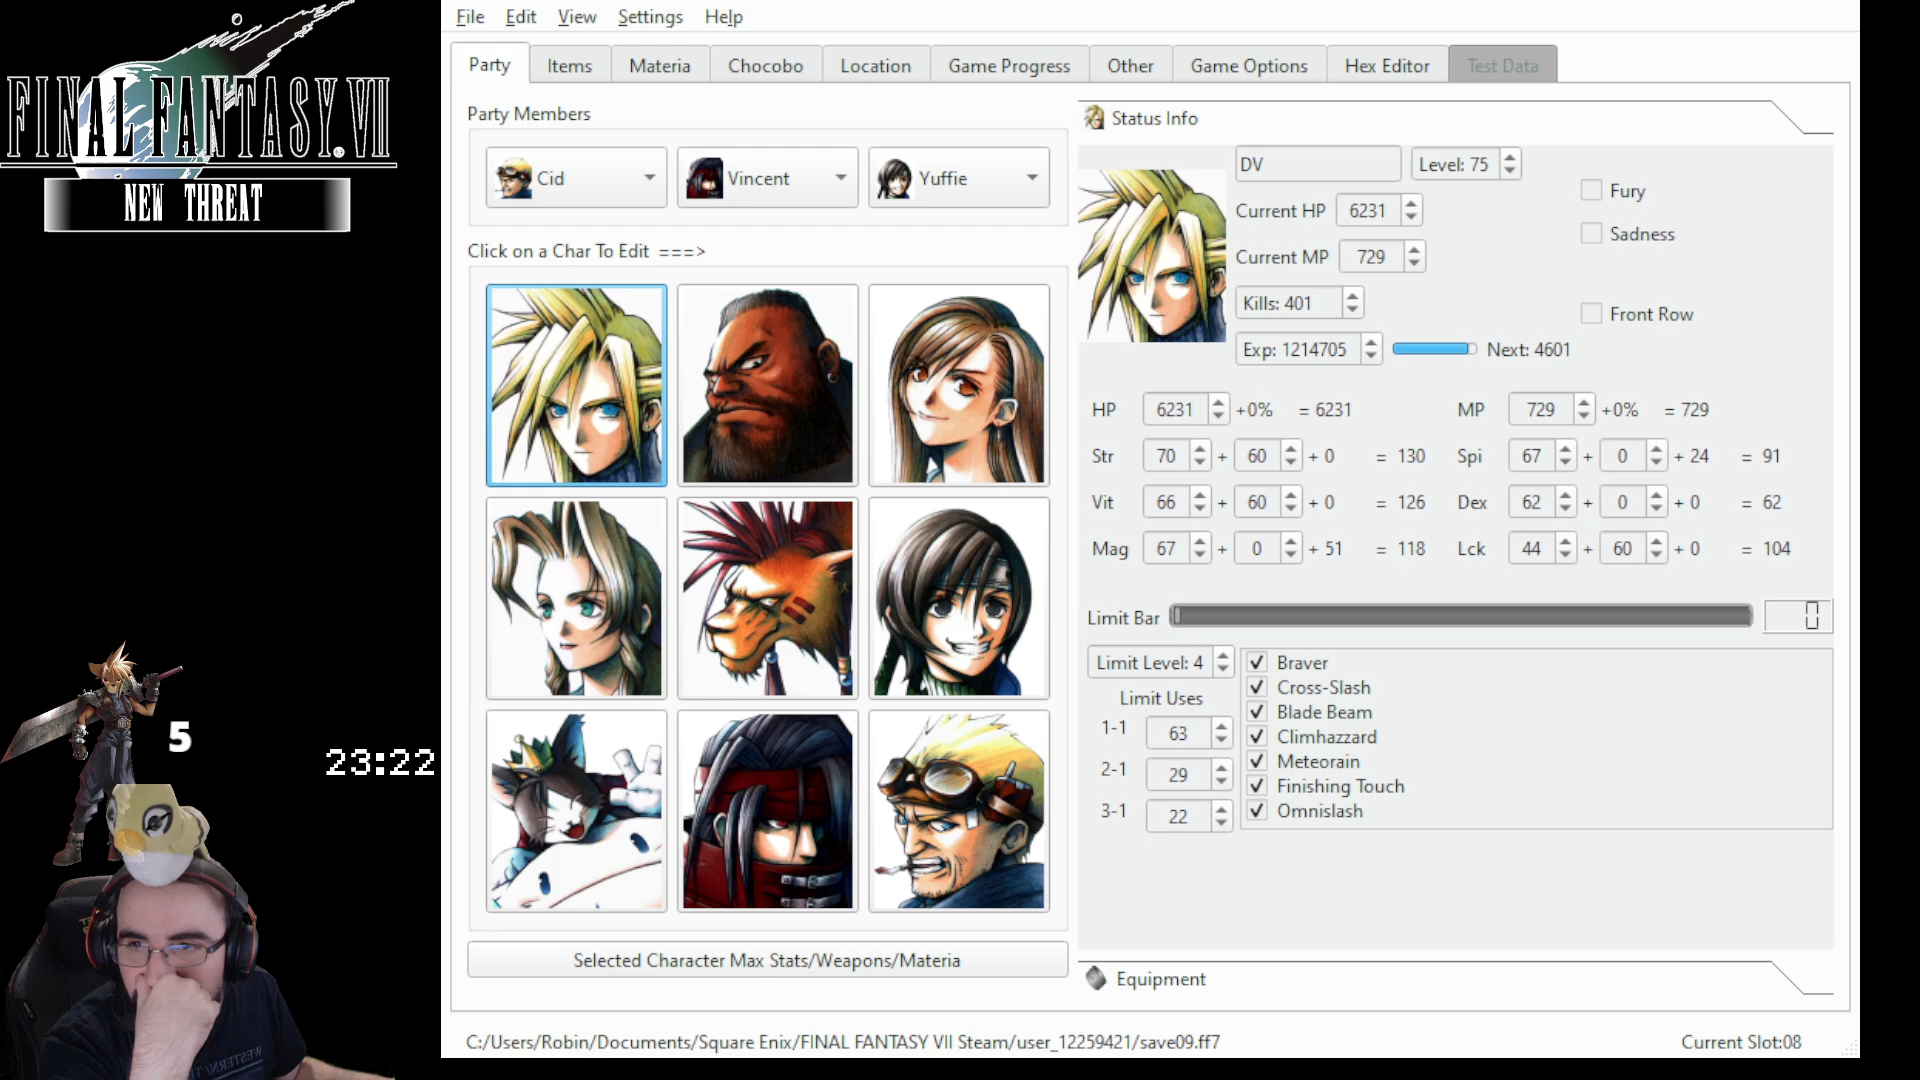 FINAL FANTASY.VII
NEW THREAT
5
23:22
File Edit View Settings Help
Party Items Materia Chocobo Location Game Progress Other Game Options Hex Editor Test Data
Party Members
Cid Vincent Yuffie
Click on a Char To Edit ===>
Selected Character Max Stats/Weapons/Materia
Status Info
DV Level: 75
Current HP 6231
Current MP 729
Kills: 401
Exp: 1214705 Next: 4601
Fury
Sadness
Front Row
HP 6231 +0% = 6231 MP 729 +0% = 729
Str 70 + 60 + 0 = 130 Spi 67 + 0 + 24 = 91
Vit 66 + 60 + 0 = 126 Dex 62 + 0 + 0 = 62
Mag 67 + 0 + 51 = 118 Lck 44 + 60 + 0 = 104
Limit Bar 0
Limit Level: 4
Limit Uses
1-1 63
2-1 29
3-1 22
Braver
Cross-Slash
Blade Beam
Climhazzard
Meteorain
Finishing Touch
Omnislash
Equipment
C:/Users/Robin/Documents/Square Enix/FINAL FANTASY VII Steam/user_12259421/save09.ff7
Current Slot:08